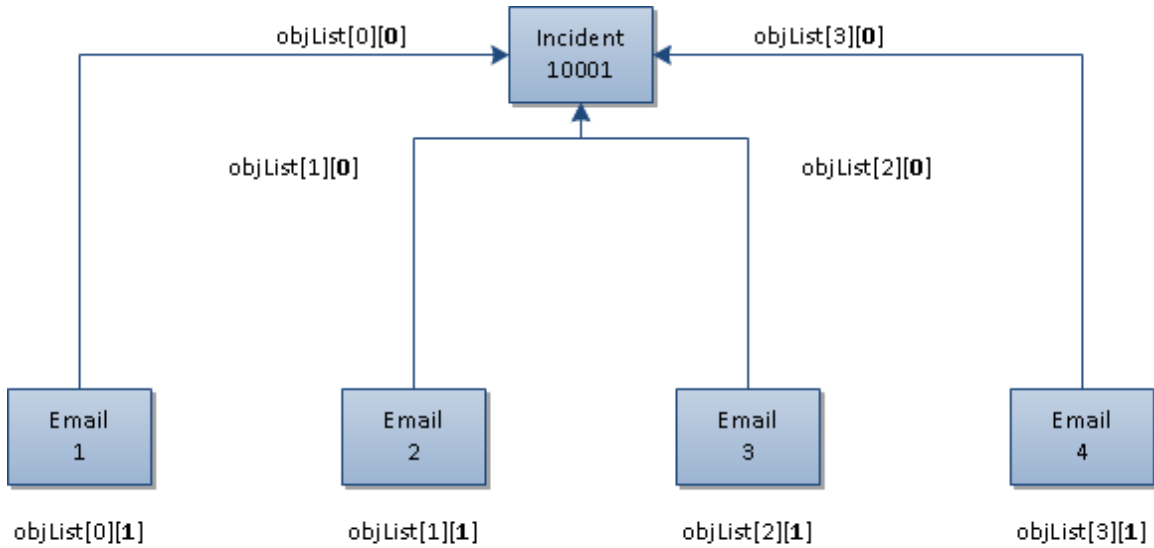 objList[0][0]
Incident
10001
objList[3][0]
objList[1][0]
objList[2][0]
Email
1
Email
2
Email
3
Email
4
objList[0][1]
objList[1][1]
objList[2][1]
objList[3][1]